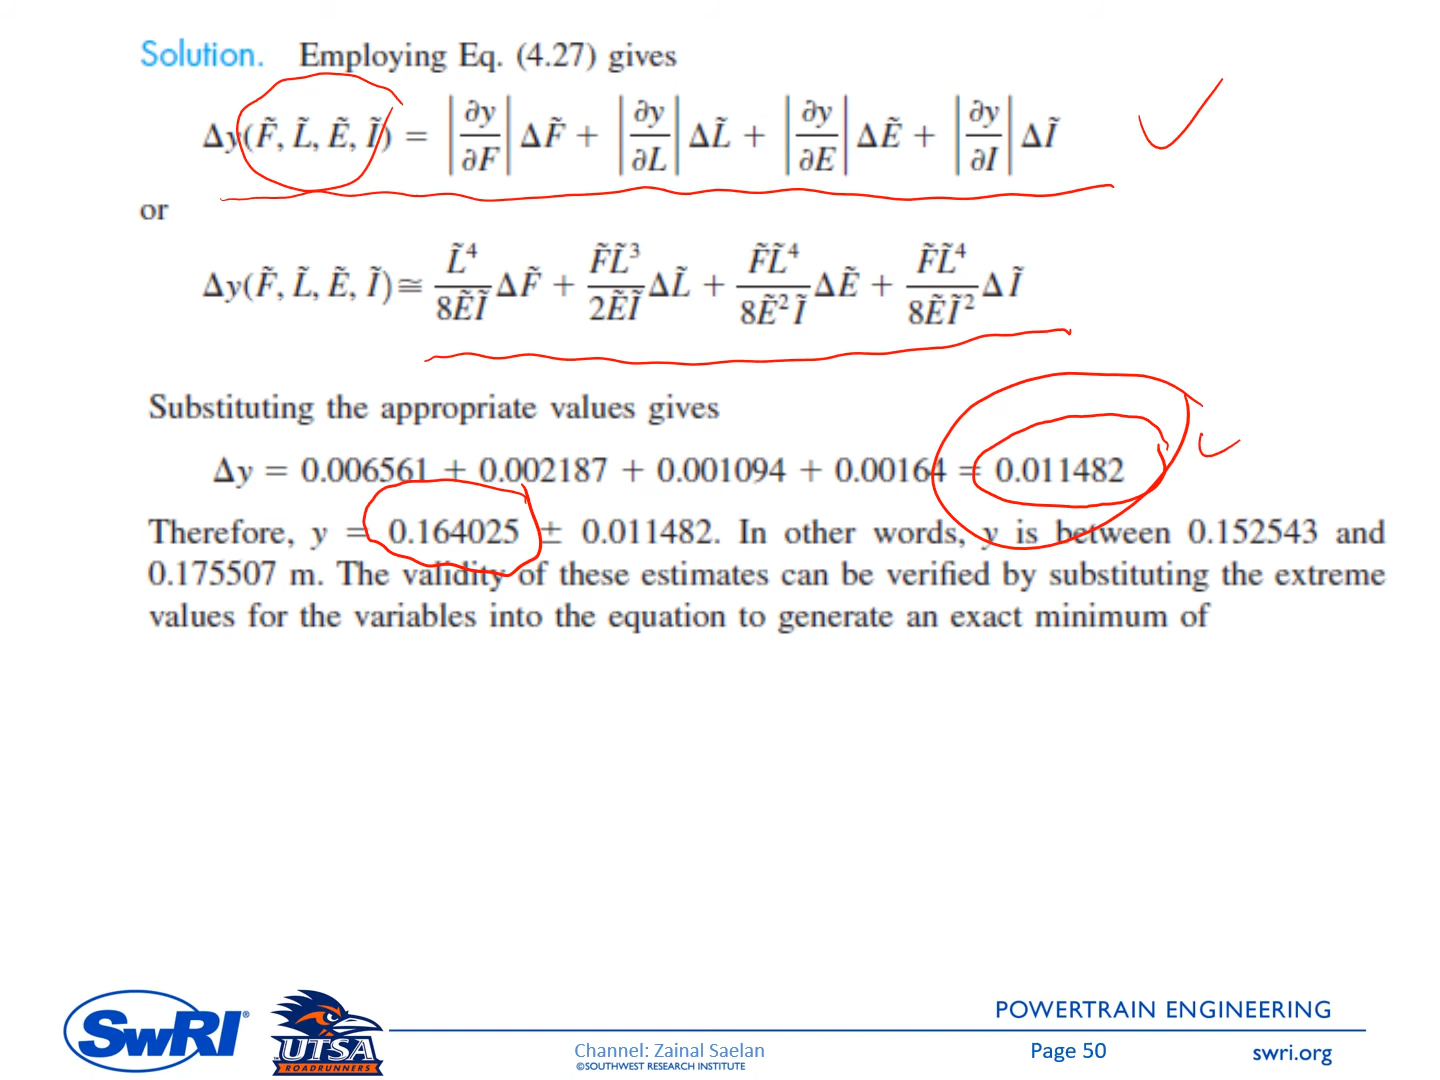 Solution. Employing Eq. (4.27) gives
Δy(F̃, L̃, Ẽ, Ĩ) = |∂y/∂F| ΔF̃ + |∂y/∂L| ΔL̃ + |∂y/∂E| ΔẼ + |∂y/∂I| ΔĨ
or
Δy(F̃, L̃, Ẽ, Ĩ) ≅ L̃⁴/8ẼĨ ΔF̃ + F̃L̃³/2ẼĨ ΔL̃ + F̃L̃⁴/8Ẽ²Ĩ ΔẼ + F̃L̃⁴/8ẼĨ² ΔĨ
Substituting the appropriate values gives
Δy = 0.006561 + 0.002187 + 0.001094 + 0.00164 = 0.011482
Therefore, y = 0.164025 ± 0.011482. In other words, y is between 0.152543 and
0.175507 m. The validity of these estimates can be verified by substituting the extreme
values for the variables into the equation to generate an exact minimum of
POWERTRAIN ENGINEERING
SwRI®
UTSA
ROADRUNNERS
Channel: Zainal Saelan
©SOUTHWEST RESEARCH INSTITUTE
Page 50
swri.org